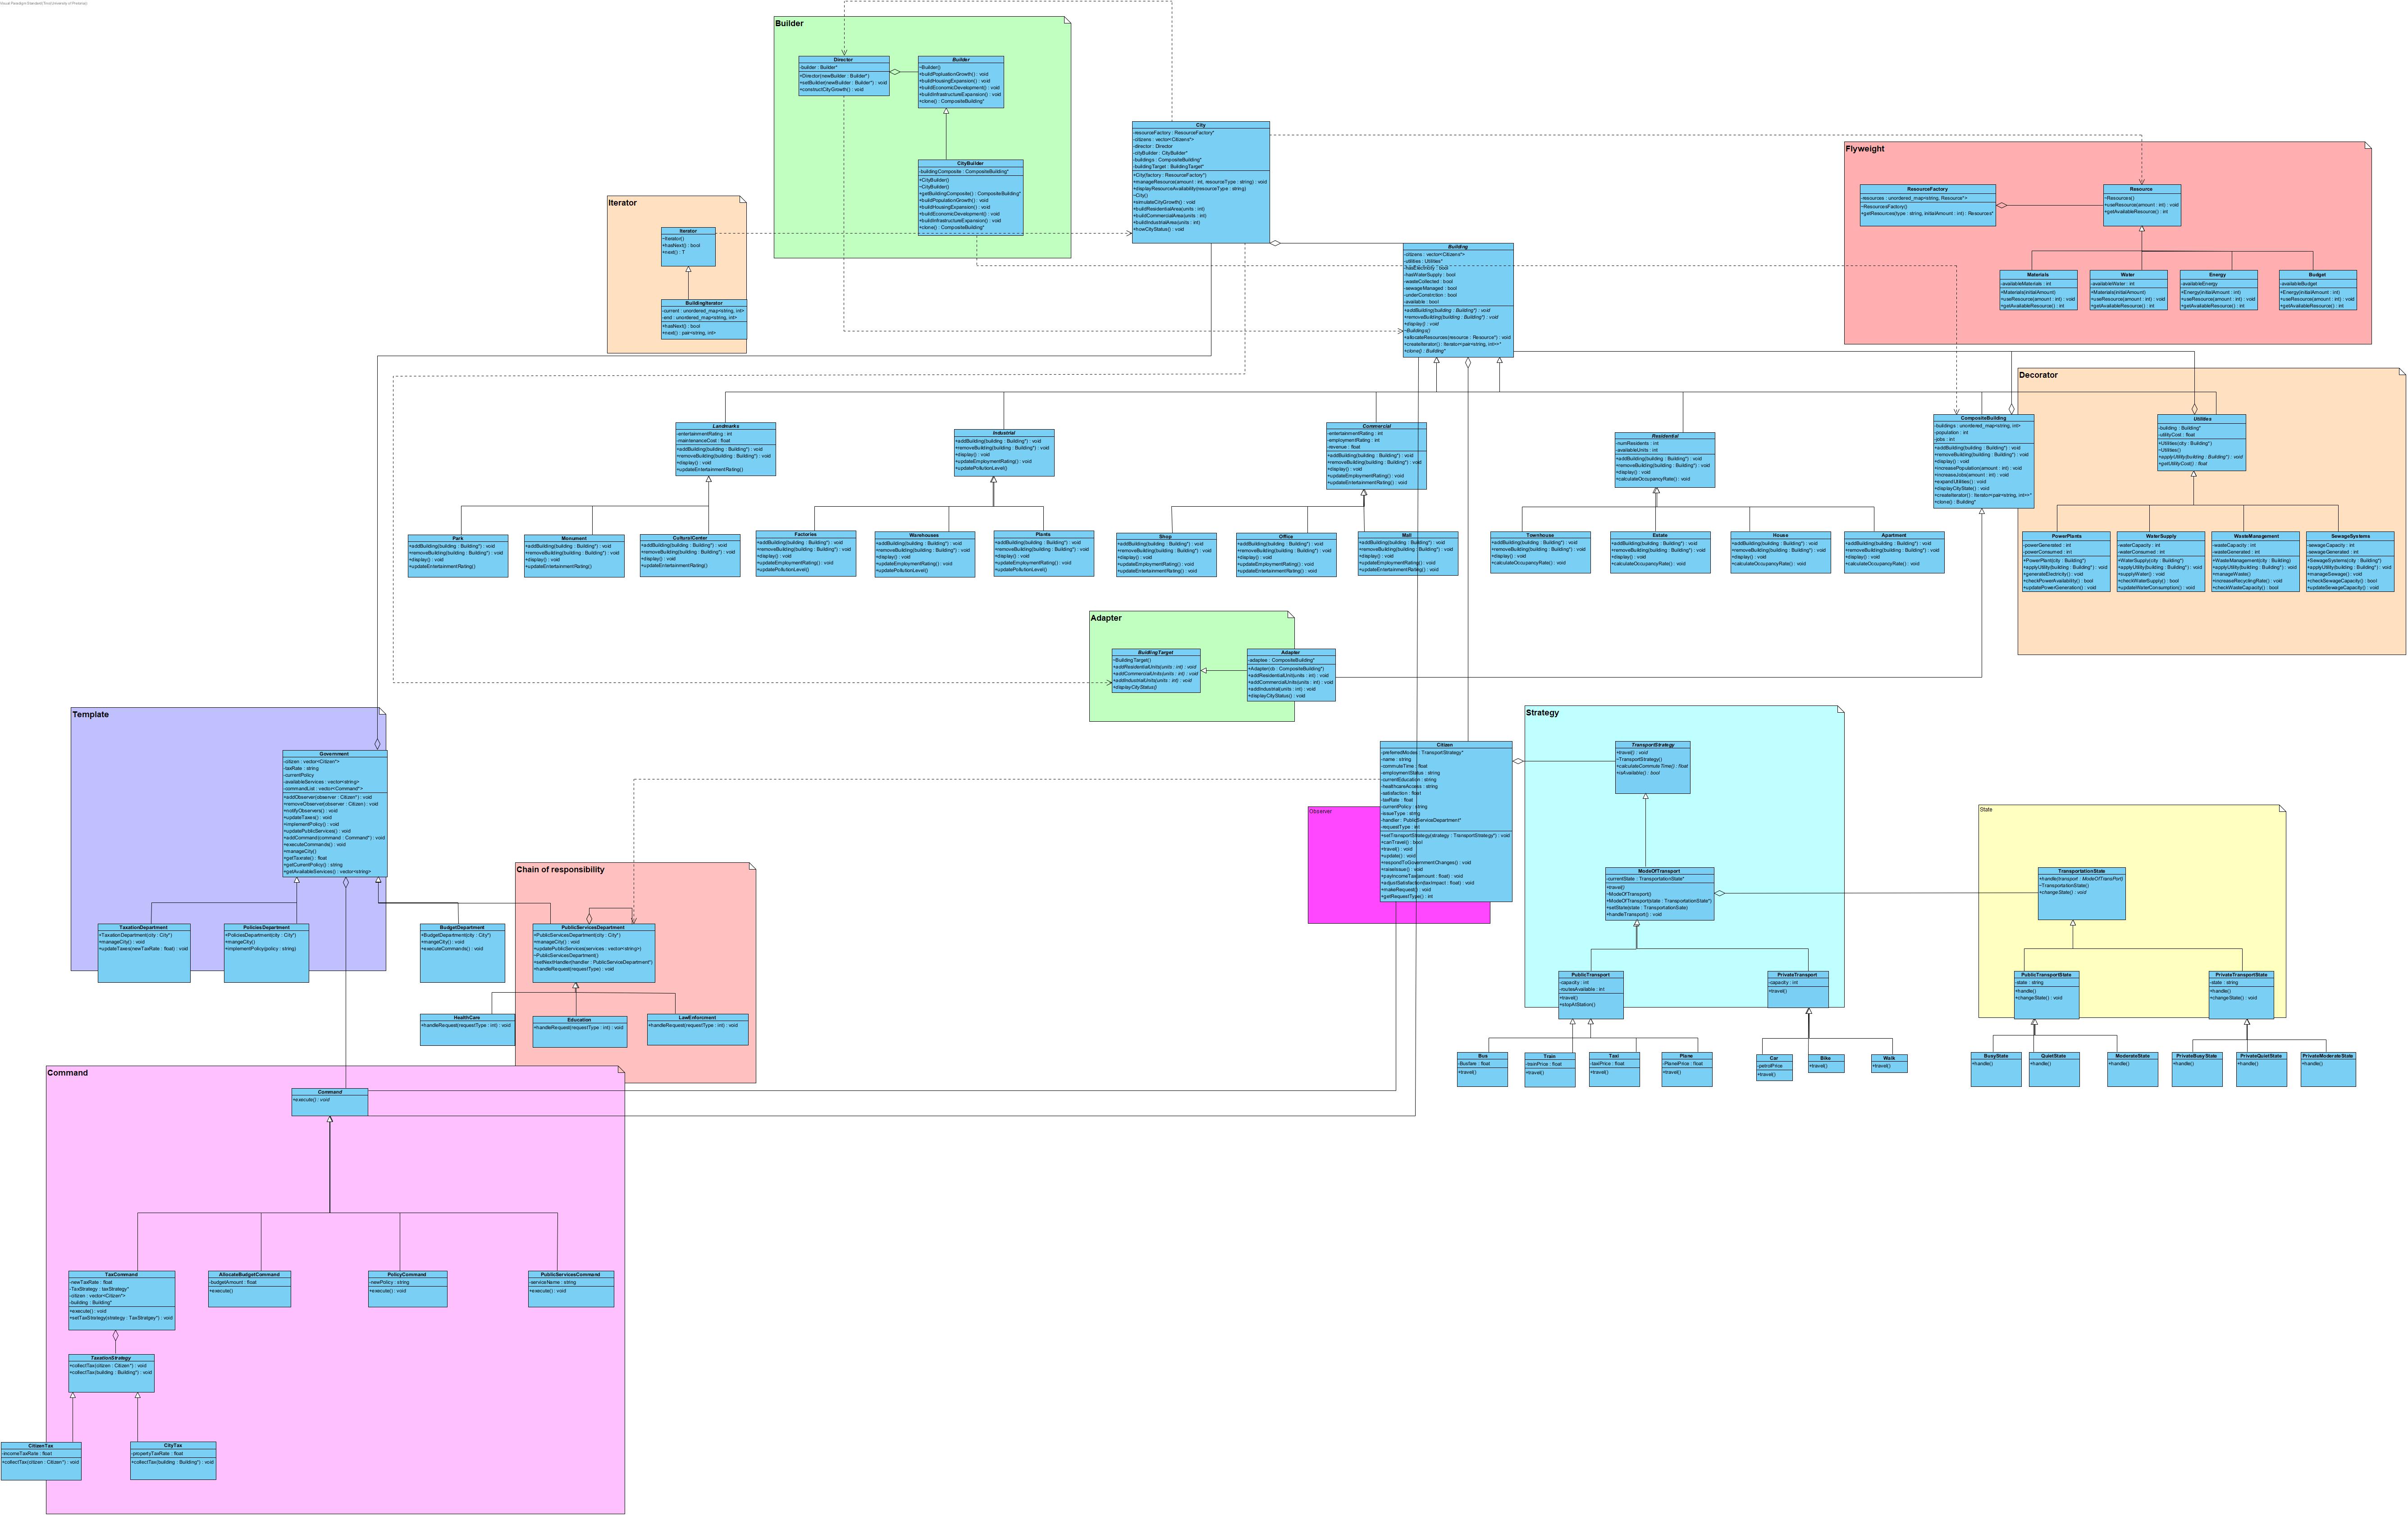 Visual Paradigm Standard(Tino(University of Pretoria))
Builder
Director
-builder : Builder*
+Director(newBuilder : Builder*)
+setBuilder(newBuilder : Builder*) : void
+constructCityGrowth() : void
Builder
~Builder()
+buildPopluationGrowth() : void
+buildHousingExpansion() : void
+buildEconomicDevelopment() : void
+buildInfrastructureExpansion() : void
+clone() : CompositeBuilding*
CityBuilder
-buildingComposite : CompositeBuilding*
+CityBuilder()
~CityBuilder()
+getBuildingComposite() : CompositeBuilding*
+buildPopulationGrowth() : void
+buildHousingExpansion() : void
+buildEconomicDevelopment() : void
+buildInfrastructureExpansion() : void
+clone() : CompositeBuilding*
City
-resourceFactory : ResourceFactory*
-citizens : vector<Citizens*>
-director : Director
-cityBuilder : CityBuilder*
-buildings : CompositeBuilding*
-buildingTarget : BuildingTarget*
+City(factory : ResourceFactory*)
+manageResource(amount : int, resourceType : string) : void
+displayResourceAvailability(resourceType : string)
~City()
+simulateCityGrowth() : void
+buildResidentialArea(units : int)
+buildCommercialArea(units : int)
+buildIndustrialArea(units : int)
+howCityStatus() : void
Flyweight
ResourceFactory
-resources : unordered_map<string, Resource*>
~ResourcesFactory()
+getResources(type : string, initialAmount : int) : Resources*
Resource
~Resources()
+useResource(amount : int) : void
+getAvailableResource() : int
Materials
-availableMaterials : int
+Materials(initialAmount)
+useResource(amount : int) : void
+getAvailableResource() : int
Water
-availableWater : int
+Materials(initialAmount)
+useResource(amount : int) : void
+getAvailableResource() : int
Energy
-availableEnergy
+Energy(initialAmount : int)
+useResource(amount : int) : void
+getAvailableResource() : int
Budget
-availableBudget
+Energy(initialAmount : int)
+useResource(amount : int) : void
+getAvailableResource() : int
Iterator
Iterator
~Iterator()
+hasNext() : bool
+next() : T
BuildingIterator
-current : unordered_map<string, int>
-end : unordered_map<string, int>
+hasNext() : bool
+next() : pair<string, int>
Building
-citizens : vector<Citizens*>
-utilities : Utilities*
-hasElectricity : bool
-hasWaterSupply : bool
-wasteCollected : bool
-sewageManaged : bool
-underConstrction : bool
-available : bool
+addBuilding(building : Building*) : void
+removeBuilding(building : Building*) : void
+display() : void
~Buildings()
+allocateResources(resource : Resource*) : void
+createIterator() : Iterator<pair<string, int>>*
+clone() : Building*
Landmarks
-entertainmentRating : int
-maintenanceCost : float
+addBuilding(building : Building*) : void
+removeBuilding(building : Building*) : void
+display() : void
+updateEntertainmentRating()
Industrial
+addBuilding(building : Building*) : void
+removeBuilding(building : Building*) : void
+display() : void
+updateEmploymentRating() : void
+updatePollutionLevel()
Commercial
-entertainmentRating : int
-employmentRating : int
-revenue : float
+addBuilding(building : Building*) : void
+removeBuilding(building : Building*) : void
+display() : void
+updateEmploymentRating() : void
+updateEntertainmentRating() : void
Residential
-numResidents : int
-availableUnits : int
+addBuilding(building : Building*) : void
+removeBuilding(building : Building*) : void
+display() : void
+calculateOccupancyRate() : void
CompositeBuilding
-buildings : unordered_map<string, int>
-population : int
-jobs : int
+addBuilding(building : Building*) : void
+removeBuilding(building : Building*) : void
+display() : void
+increasePopulation(amount : int) : void
+increaseJobs(amount : int) : void
+expandUtilities() : void
+displayCityState() : void
+createIterator() : Iterator<pair<string, int>>*
+clone() : Building*
Decorator
Utilities
-building : Building*
-utilityCost : float
+Utilities(city : Building*)
~Utilities()
+applyUtility(building : Building*) : void
+getUtilityCost() : float
Park
+addBuilding(building : Building*) : void
+removeBuilding(building : Building*) : void
+display() : void
+updateEntertainmentRating()
Monument
+addBuilding(building : Building*) : void
+removeBuilding(building : Building*) : void
+display() : void
+updateEntertainmentRating()
CulturalCenter
+addBuilding(building : Building*) : void
+removeBuilding(building : Building*) : void
+display() : void
+updateEntertainmentRating()
Factories
+addBuilding(building : Building*) : void
+removeBuilding(building : Building*) : void
+display() : void
+updateEmploymentRating() : void
+updatePollutionLevel()
Warehouses
+addBuilding(building : Building*) : void
+removeBuilding(building : Building*) : void
+display() : void
+updateEmploymentRating() : void
+updatePollutionLevel()
Plants
+addBuilding(building : Building*) : void
+removeBuilding(building : Building*) : void
+display() : void
+updateEmploymentRating() : void
+updatePollutionLevel()
Shop
+addBuilding(building : Building*) : void
+removeBuilding(building : Building*) : void
+display() : void
+updateEmploymentRating() : void
+updateEntertainmentRating() : void
Office
+addBuilding(building : Building*) : void
+removeBuilding(building : Building*) : void
+display() : void
+updateEmploymentRating() : void
+updateEntertainmentRating() : void
Mall
+addBuilding(building : Building*) : void
+removeBuilding(building : Building*) : void
+display() : void
+updateEmploymentRating() : void
+updateEntertainmentRating() : void
Townhouse
+addBuilding(building : Building*) : void
+removeBuilding(building : Building*) : void
+display() : void
+calculateOccupancyRate() : void
Estate
+addBuilding(building : Building*) : void
+removeBuilding(building : Building*) : void
+display() : void
+calculateOccupancyRate() : void
House
+addBuilding(building : Building*) : void
+removeBuilding(building : Building*) : void
+display() : void
+calculateOccupancyRate() : void
Apartment
+addBuilding(building : Building*) : void
+removeBuilding(building : Building*) : void
+display() : void
+calculateOccupancyRate() : void
PowerPlants
-powerGenerated : int
-powerConsumed : int
+PowerPlant(city : Building*)
+applyUtility(building : Building*) : void
+generateElectricity() : void
+checkPowerAvailability() : bool
+updatePowerGeneration() : void
WaterSupply
-waterCapacity : int
-waterConsumed : int
+WaterSupply(city : Building*)
+applyUtility(building : Building*) : void
+supplyWater() : void
+checkWaterSupply() : bool
+updateWaterConsumption() : void
WasteManagement
-wasteCapacity : int
-wasteGenerated : int
+WasteManagement(city : Building)
+applyUtility(building : Building*) : void
+manageWaste() : void
+increaseRecyclingRate() : void
+checkWasteCapacity() : bool
SewageSystems
-sewageCapacity : int
-sewageGenerated : int
+SewageSystems(city : Building*)
+applyUtility(building : Building*) : void
+manageSewage() : void
+checkSewageCapacity() : bool
+updateSewageCapacity() : void
Adapter
BuildingTarget
~BuildingTarget()
+addResidentialUnits(units : int) : void
+addCommercialUnits(units : int) : void
+addIndustrialUnits(units : int) : void
+displayCityStatus()
Adapter
-adaptee : CompositeBuilding*
+Adapter(cb : CompositeBuilding*)
+addResidentialUnit(units : int) : void
+addCommercialUnits(units : int) : void
+addIndustrial(units : int) : void
+displayCityStatus() : void
Template
Government
-citizen : vector<Citizen*>
-taxRate : string
-currentPolicy
-availableServices : vector<string>
-commandList : vector<Command*>
+addObserver(observer : Citizen*) : void
+removeObserver(observer : Citizen) : void
+notifyObservers() : void
+updateTaxes() : void
+implementPolicy() : void
+updatePublicServices() : void
+addCommand(command : Command*) : void
+executeCommands() : void
+manageCity()
+getTaxrate() : float
+getCurrentPolicy() : string
+getAvailableServices() : vector<string>
Citizen
-preferredModes : TransportStrategy*
-name : string
-commuteTime : float
-employmentStatus : string
-currentEducation : string
-healthcareAccess : string
-satisfaction : float
-taxRate : float
-currentPolicy : string
-issueType : string
-handler : PublicServiceDepartment*
-requestType : int
+setTransportStrategy(strategy : TransportStrategy*) : void
+canTravel() : bool
+travel() : void
+update() : void
+respondToGovernmentChanges() : void
+raiseIssue() : void
+payIncomeTax(amount : float) : void
+adjustSatisfaction(taxImpact : float) : void
+makeRequest() : void
+getRequestType() : int
Observer
Strategy
TransportStrategy
+travel() : void
~TransportStrategy()
+calculateCommuteTime() : float
+isAvailable() : bool
ModeOfTransport
-currentState : TransportationState*
+travel()
~ModeOfTransport()
+ModeOfTransport(state : TransportationState*)
+setState(state : TransportationSate)
+handleTransport() : void
State
TransportationState
+handle(transport : ModeOfTransPort)
~TransportationState()
+changeState() : void
Chain of responsibility
TaxationDepartment
+TaxationDepartment(city : City*)
+manageCity() : void
+updateTaxes(newTaxRate : float) : void
PoliciesDepartment
+PoliciesDepartment(city : City*)
+mangeCity()
+implementPolicy(policy : string)
BudgetDepartment
+BudgetDepartment(city : City*)
+mangeCity() : void
+executeCommands() : void
PublicServicesDepartment
+PublicServicesDepartment(city : City*)
+manageCity() : void
+updatePublicServices(services : vector<string>)
~PublicServicesDepartment()
+setNextHandler(handler : PublicServiceDepartment*)
+handleRequest(requestType) : void
HealthCare
+handleRequest(requestType : int) : void
Education
+handleRequest(requestType : int) : void
LawEnforcment
+handleRequest(requestType : int) : void
PublicTransport
-capacity : int
-routesAvailable : int
+travel()
+stopAtStation()
PrivateTransport
-capacity : int
+travel()
PublicTransportState
-state : string
+handle()
+changeState() : void
PrivateTransportState
-state : string
+handle()
+changeState() : void
Bus
-Busfare : float
+travel()
Train
-trainPrice : float
+travel()
Taxi
-taxiPrice : float
+travel()
Plane
-PlanePrice : float
+travel()
Car
-petrolPrice
+travel()
Bike
+travel()
Walk
+travel()
BusyState
+handle()
QuietState
+handle()
ModerateState
+handle()
PrivateBusyState
+handle()
PrivateQuietState
+handle()
PrivateModerateState
+handle()
Command
Command
+execute() : void
TaxCommand
-newTaxRate : float
-TaxStrategy : taxStrategy*
-citizen : vector<Citizen*>
-building : Building*
+execute() : void
+setTaxStrategy(strategy : TaxStratgey*) : void
AllocateBudgetCommand
-budgetAmount : float
+execute()
PolicyCommand
-newPolicy : string
+execute() : void
PublicServicesCommand
-serviceName : string
+execute() : void
TaxationStrategy
+collectTax(citizen : Citizen*) : void
+collectTax(building : Building*) : void
CitizenTax
-incomeTaxRate : float
+collectTax(citizen : Citizen*) : void
CityTax
-propertyTaxRate : float
+collectTax(building : Building*) : void